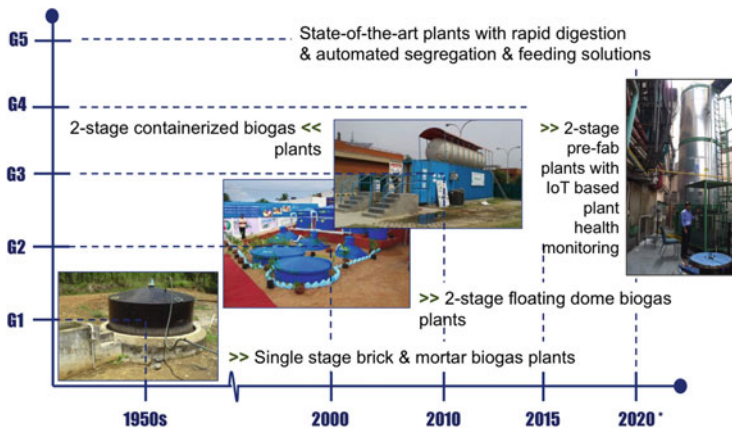 G5
State-of-the-art plants with rapid digestion
& automated segregation & feeding solutions
G4
2-stage containerized biogas <<
plants
>> 2-stage
pre-fab
plants with
IoT based
plant
health
monitoring
G3
G2
>> 2-stage floating dome biogas
plants
G1
>> Single stage brick & mortar biogas plants
1950s
2000
2010
2015
2020*